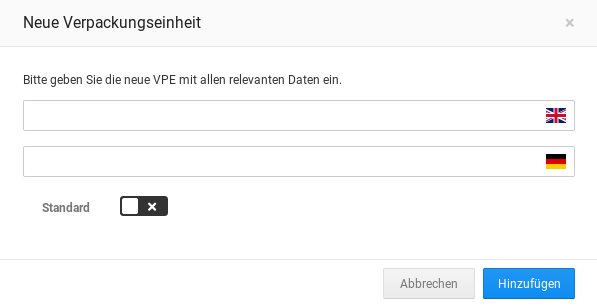 Neue Verpackungseinheit
Bitte geben Sie die neue VPE mit allen relevanten Daten ein.
Standard
Abbrechen
Hinzufügen